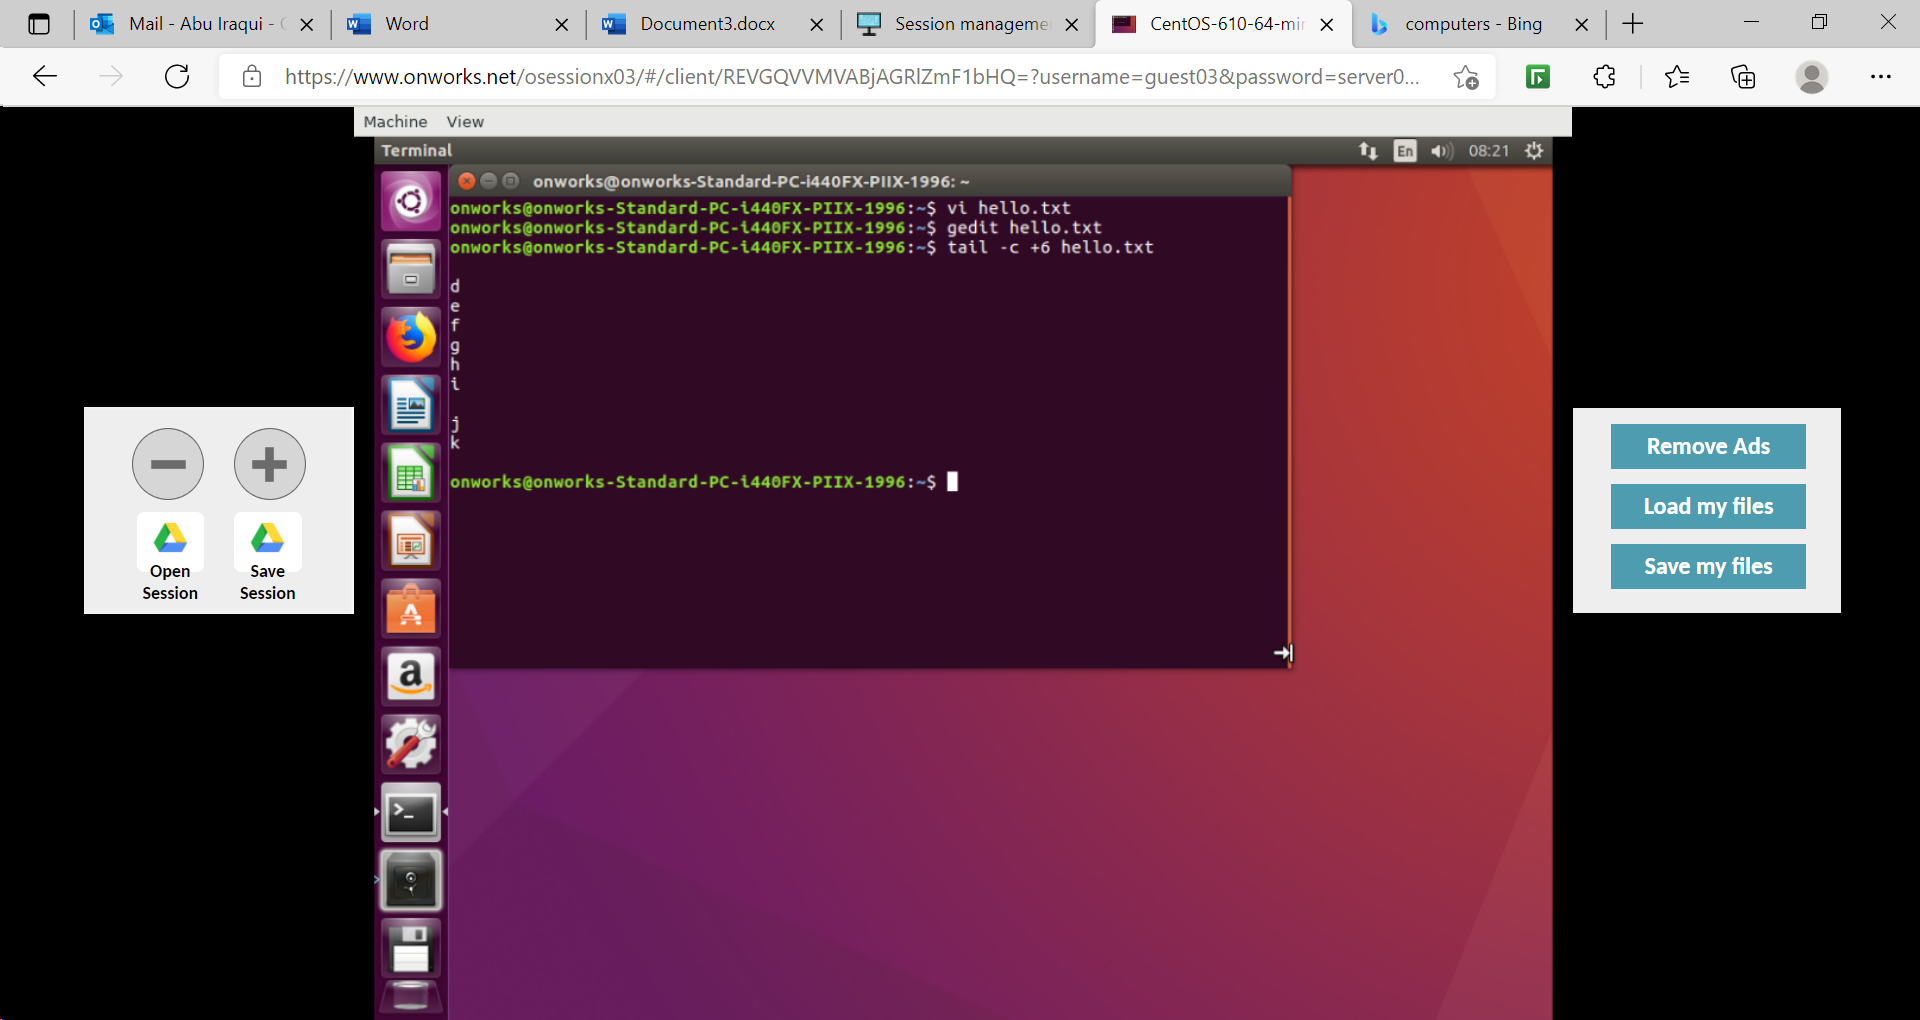 Mail - Abu Iraqui -
Word
Document3.docx
Session manageme
CentOS-610-64-mir
computers - Bing
https://www.onworks.net/osessionx03/#/client/REVGQVVMVABjAGRlZmF1bHQ=?username=guest03&password=server0...
Machine View
Terminal
En
08:21
onworks@onworks-Standard-PC-i440FX-PIIX-1996: ~
onworks@onworks-Standard-PC-i440FX-PIIX-1996:~$ vi hello.txt
onworks@onworks-Standard-PC-i440FX-PIIX-1996:~$ gedit hello.txt
onworks@onworks-Standard-PC-i440FX-PIIX-1996:~$ tail -c +6 hello.txt
d
e
f
g
h
i
j
k
onworks@onworks-Standard-PC-i440FX-PIIX-1996:~$
Open
Session
Save
Session
Remove Ads
Load my files
Save my files